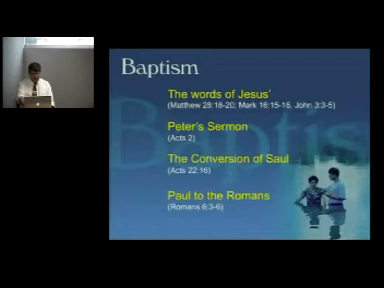 Baptism
The words of Jesus'
(Matthew 28:18-20; Mark 16:15-16, John 3:3-5)
Peter's Sermon
(Acts 2)
The Conversion of Saul
(Acts 22:16)
Paul to the Romans
(Romans 6:3-6)
Baptis